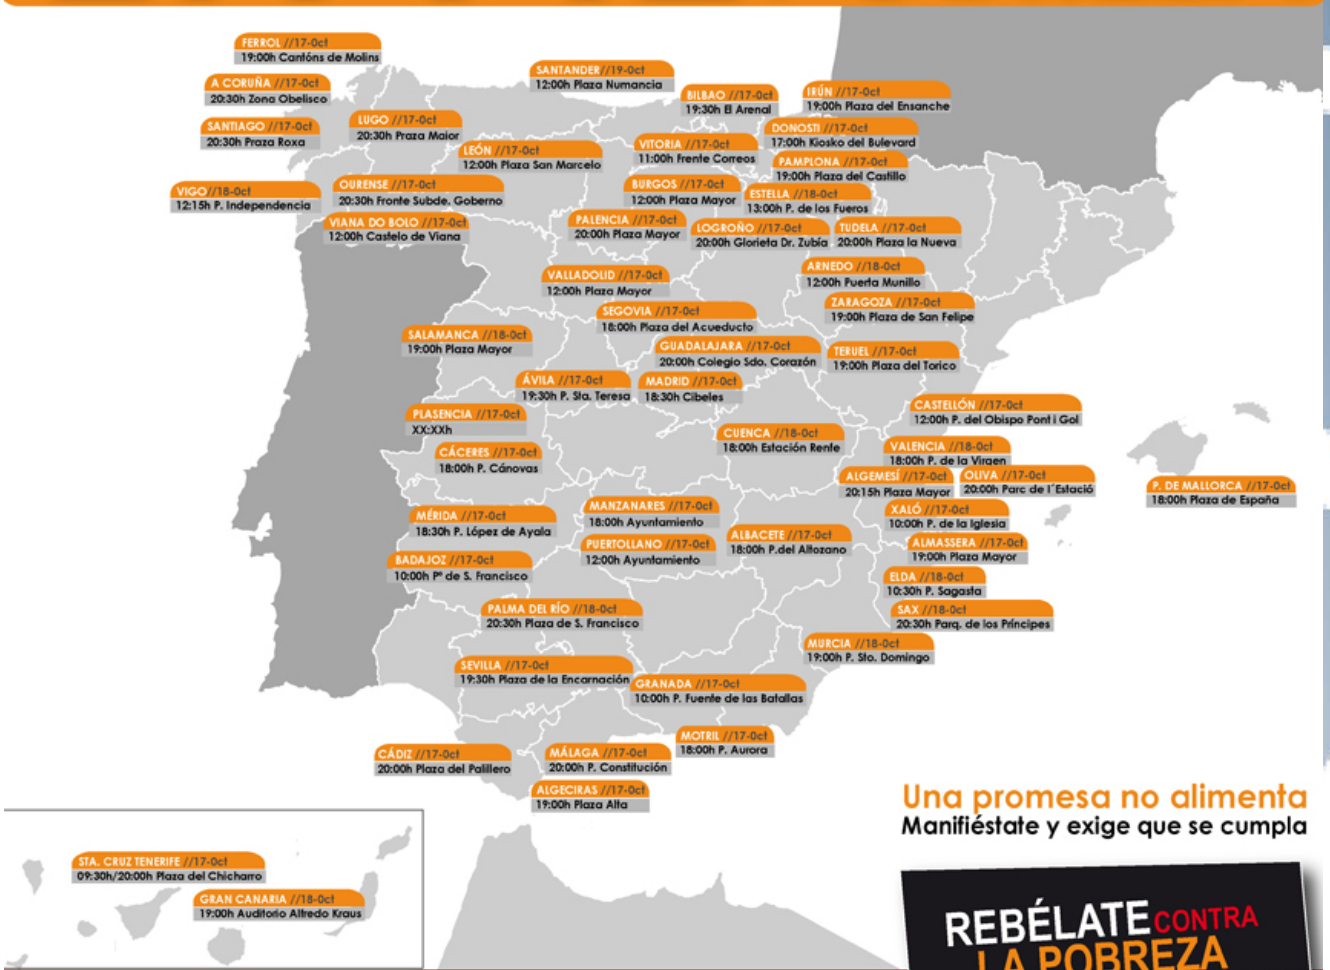 FERROL //17-Oct
19:00h Cantóns de Molins
A CORUÑA //17-Oct
20:30h Zona Obelisco
SANTIAGO //17-Oct
20:30h Praza Roxa
LUGO //17-Oct
20:30h Praza Maior
SANTANDER//19-Oct
12:00h Plaza Numancia
BILBAO //17-Oct
19:30h El Arenal
IRÚN //17-Oct
19:00h Plaza del Ensanche
DONOSTI //17-Oct
17:00h Kiosko del Bulevard
LEÓN //17-Oct
12:00h Plaza San Marcelo
VITORIA //17-Oct
11:00h Frente Correos
PAMPLONA //17-Oct
19:00h Plaza del Castillo
VIGO//18-Oct
12:15h P. Independencia
OURENSE //17-Oct
20:30h Fronte Subde. Goberno
BURGOS //17-Oct
12:00h Plaza Mayor
ESTELLA //18-Oct
13:00h P. de los Fueros
VIANA DO BOLO //17-Oct
12:00h Castelo de Viana
PALENCIA //17-Oct
20:00h Plaza Mayor
LOGROÑO //17-Oct
20:00h Glorieta Dr. Zubía
TUDELA //17-Oct
20:00h Plaza la Nueva
VALLADOLID //17-Oct
12:00h Plaza Mayor
ARNEDO //18-Oct
12:00h Puerta Munillo
ZARAGOZA //17-Oct
19:00h Plaza de San Felipe
SEGOVIA //17-Oct
18:00h Plaza del Acueducto
SALAMANCA //18-Oct
19:00h Plaza Mayor
GUADALAJARA //17-Oct
20:00h Colegio Sdo. Corazón
TERUEL //17-Oct
19:00h Plaza del Torico
ÁVILA //17-Oct
19:30h P. Sta. Teresa
MADRID //17-Oct
18:30h Cibeles
PLASENCIA //17-Oct
XX:XXh
CASTELLÓN //17-Oct
12:00h P. del Obispo Pont i Gol
CUENCA //18-Oct
18:00h Estación Renfe
CÁCERES //17-Oct
18:00h P. Cánovas
VALENCIA //18-Oct
18:00h P. de la Virgen
ALGEMESÍ //17-Oct
20:15h Plaza Mayor
OLIVA //17-Oct
20:00h Parc de l´Estació
P. DE MALLORCA //17-Oct
18:00h Plaza de España
MÉRIDA //17-Oct
18:30h P. López de Ayala
MANZANARES //17-Oct
18:00h Ayuntamiento
XALÓ //17-Oct
10:00h P. de la Iglesia
ALBACETE //17-Oct
18:00h P.del Altozano
PUERTOLLANO //17-Oct
12:00h Ayuntamiento
ALMASSERA //17-Oct
19:00h Plaza Mayor
BADAJOZ //17-Oct
10:00h Pº de S. Francisco
ELDA //18-Oct
10:30h P. Sagasta
PALMA DEL RÍO //18-Oct
20:30h Plaza de S. Francisco
SAX //18-Oct
20:30h Parq. de los Príncipes
MURCIA //18-Oct
19:00h P. Sto. Domingo
SEVILLA //17-Oct
19:30h Plaza de la Encarnación
GRANADA //17-Oct
10:00h P. Fuente de las Batallas
MOTRIL //17-Oct
18:00h P. Aurora
CÁDIZ //17-Oct
20:00h Plaza del Palillero
MÁLAGA //17-Oct
20:00h P. Constitución
ALGECIRAS //17-Oct
19:00h Plaza Alta
STA. CRUZ TENERIFE //17-Oct
09:30h/20:00h Plaza del Chicharro
GRAN CANARIA //18-Oct
19:00h Auditorio Alfredo Kraus
Una promesa no alimenta
Manifiéstate y exige que se cumpla
REBÉLATE CONTRA
LA POBREZA